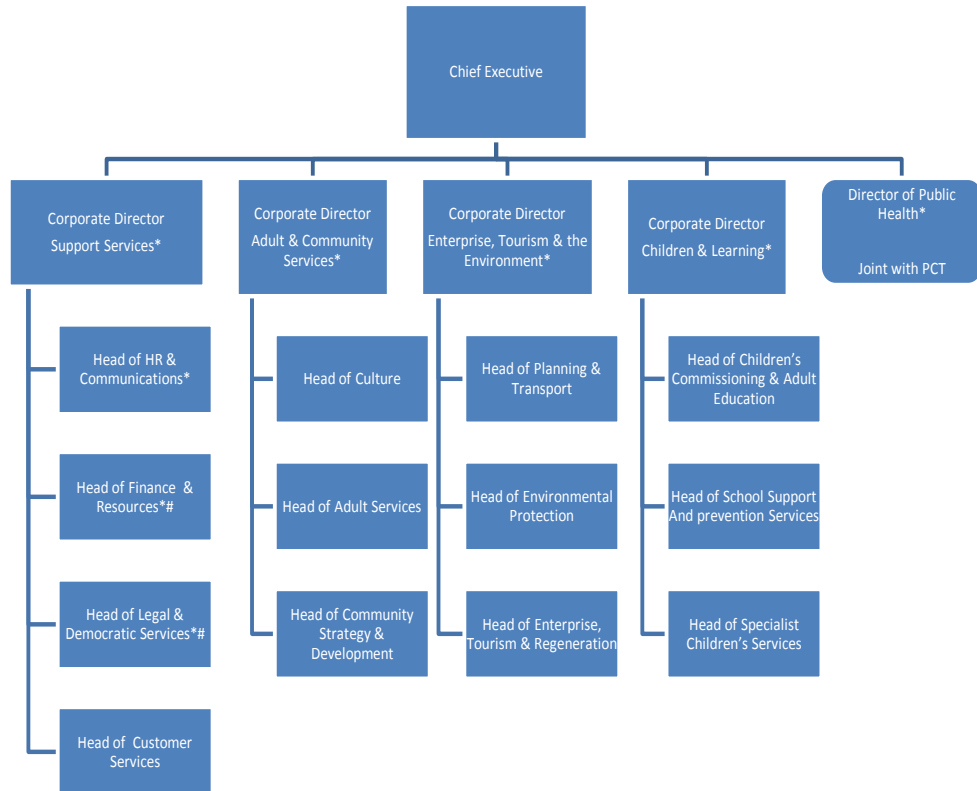 Chief Executive
Corporate Director
Support Services*
Corporate Director
Adult & Community
Services*
Corporate Director
Enterprise, Tourism & the
Environment*
Corporate Director
Children & Learning*
Director of Public
Health*
Joint with PCT
Head of HR &
Communications*
Head of Finance & 
Resources*#
Head of Legal &
Democratic Services*#
Head of Customer
Services
Head of Culture
Head of Adult Services
Head of Community
Strategy &
Development
Head of Planning &
Transport
Head of Environmental
Protection
Head of Enterprise,
Tourism & Regeneration
Head of Children's
Commissioning & Adult
Education
Head of School Support
And prevention Services
Head of Specialist
Children's Services